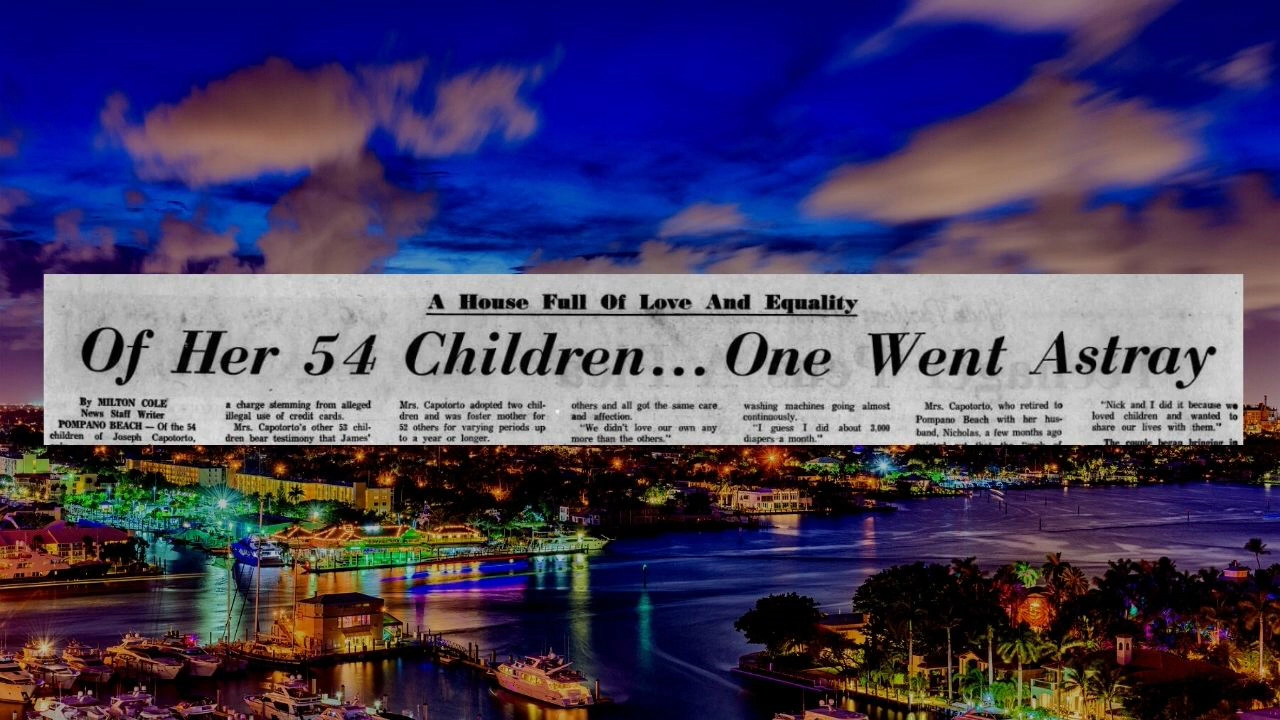 A House Full Of Love And Equality
Of Her 54 Children... One Went Astray
By MILTON COLE
News Staff Writer
POMPANO BEACH — Of the 54
children of Joseph Capotorto,
a charge stemming from alleged
illegal use of credit cards.
Mrs. Capotorto's other 53 chil-
dren bear testimony that James'
Mrs. Capotorto adopted two chil-
dren and was foster mother for
52 others for varying periods up
to a year or longer.
others and all got the same care
and affection.
"We didn't love our own any
more than the others."
washing machines going almost
continuously.
"I guess I did about 3,000
diapers a month."
Mrs. Capotorto, who retired to
Pompano Beach with her hus-
band, Nicholas, a few months ago
"Nick and I did it because we
loved children and wanted to
share our lives with them."
The couple began bringing in